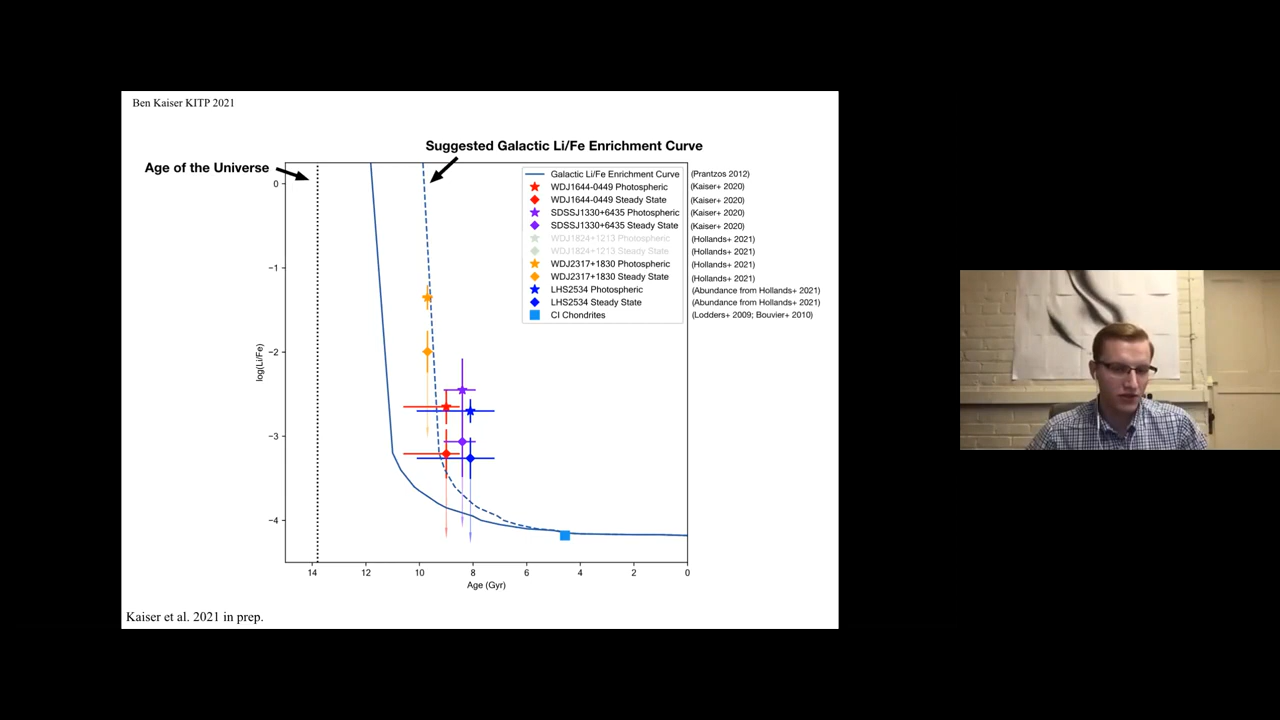 Ben Kaiser KITP 2021
Suggested Galactic Li/Fe Enrichment Curve
Age of the Universe
Galactic Li/Fe Enrichment Curve (Prantzos 2012)
WDJ1644-0449 Photospheric (Kaiser+ 2020)
WDJ1644-0449 Steady State (Kaiser+ 2020)
SDSSJ1330+6435 Photospheric (Kaiser+ 2020)
SDSSJ1330+6435 Steady State (Kaiser+ 2020)
WDJ1824+1213 Photospheric (Hollands+ 2021)
WDJ1824+1213 Steady State (Hollands+ 2021)
WDJ2317+1830 Photospheric (Hollands+ 2021)
WDJ2317+1830 Steady State (Hollands+ 2021)
LHS2534 Photospheric (Abundance from Hollands+ 2021)
LHS2534 Steady State (Abundance from Hollands+ 2021)
CI Chondrites (Lodders+ 2009; Bouvier+ 2010)
0
−1
−2
−3
−4
log(Li/Fe)
14 12 10 8 6 4 2 0
Age (Gyr)
Kaiser et al. 2021 in prep.